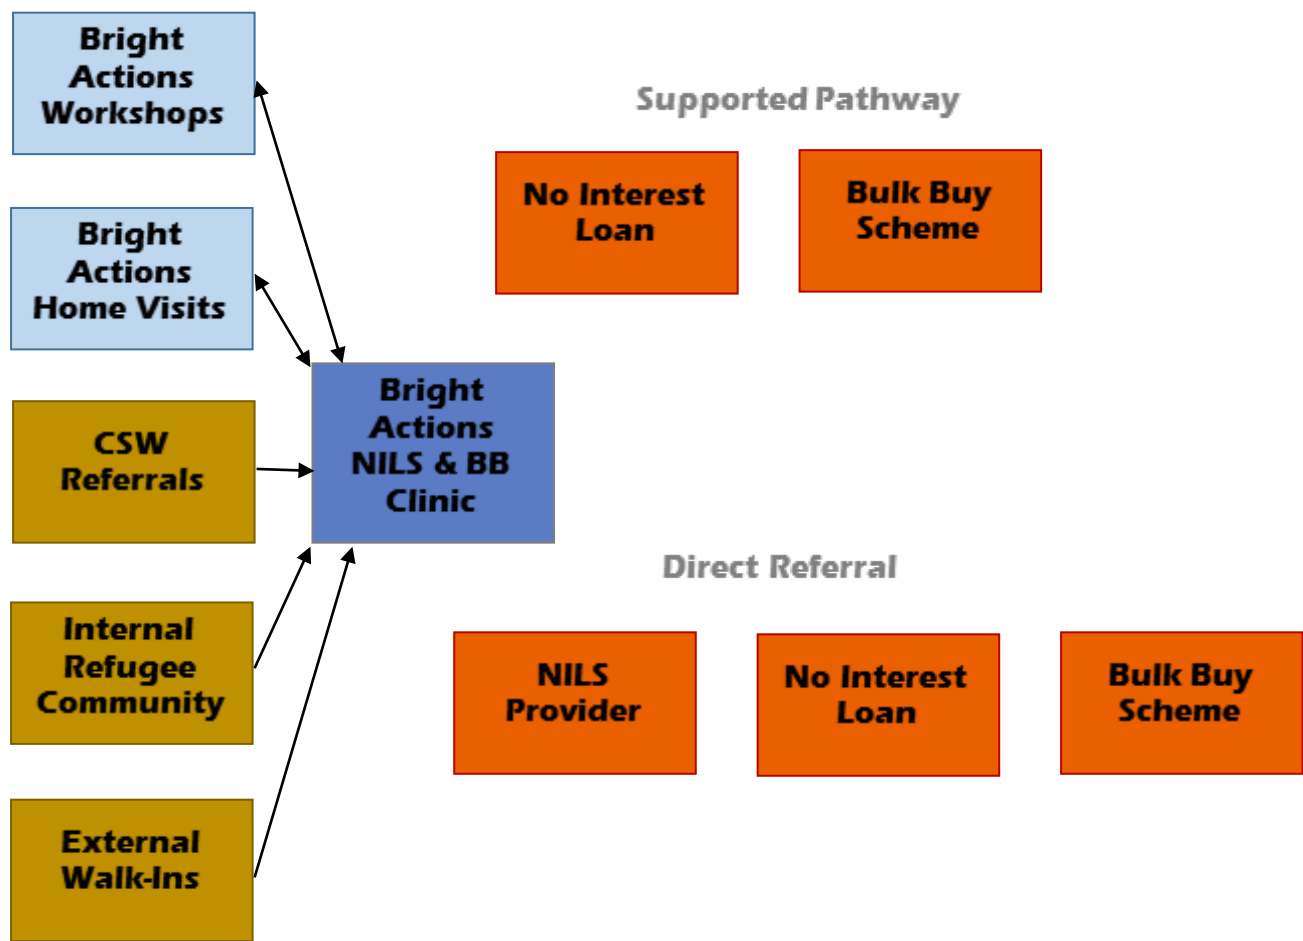 Bright
Actions
Workshops
Bright
Actions
Home Visits
CSW
Referrals
Internal
Refugee
Community
External
Walk-Ins
Bright
Actions
NILS & BB
Clinic
Supported Pathway
No Interest
Loan
Bulk Buy
Scheme
Direct Referral
NILS
Provider
No Interest
Loan
Bulk Buy
Scheme